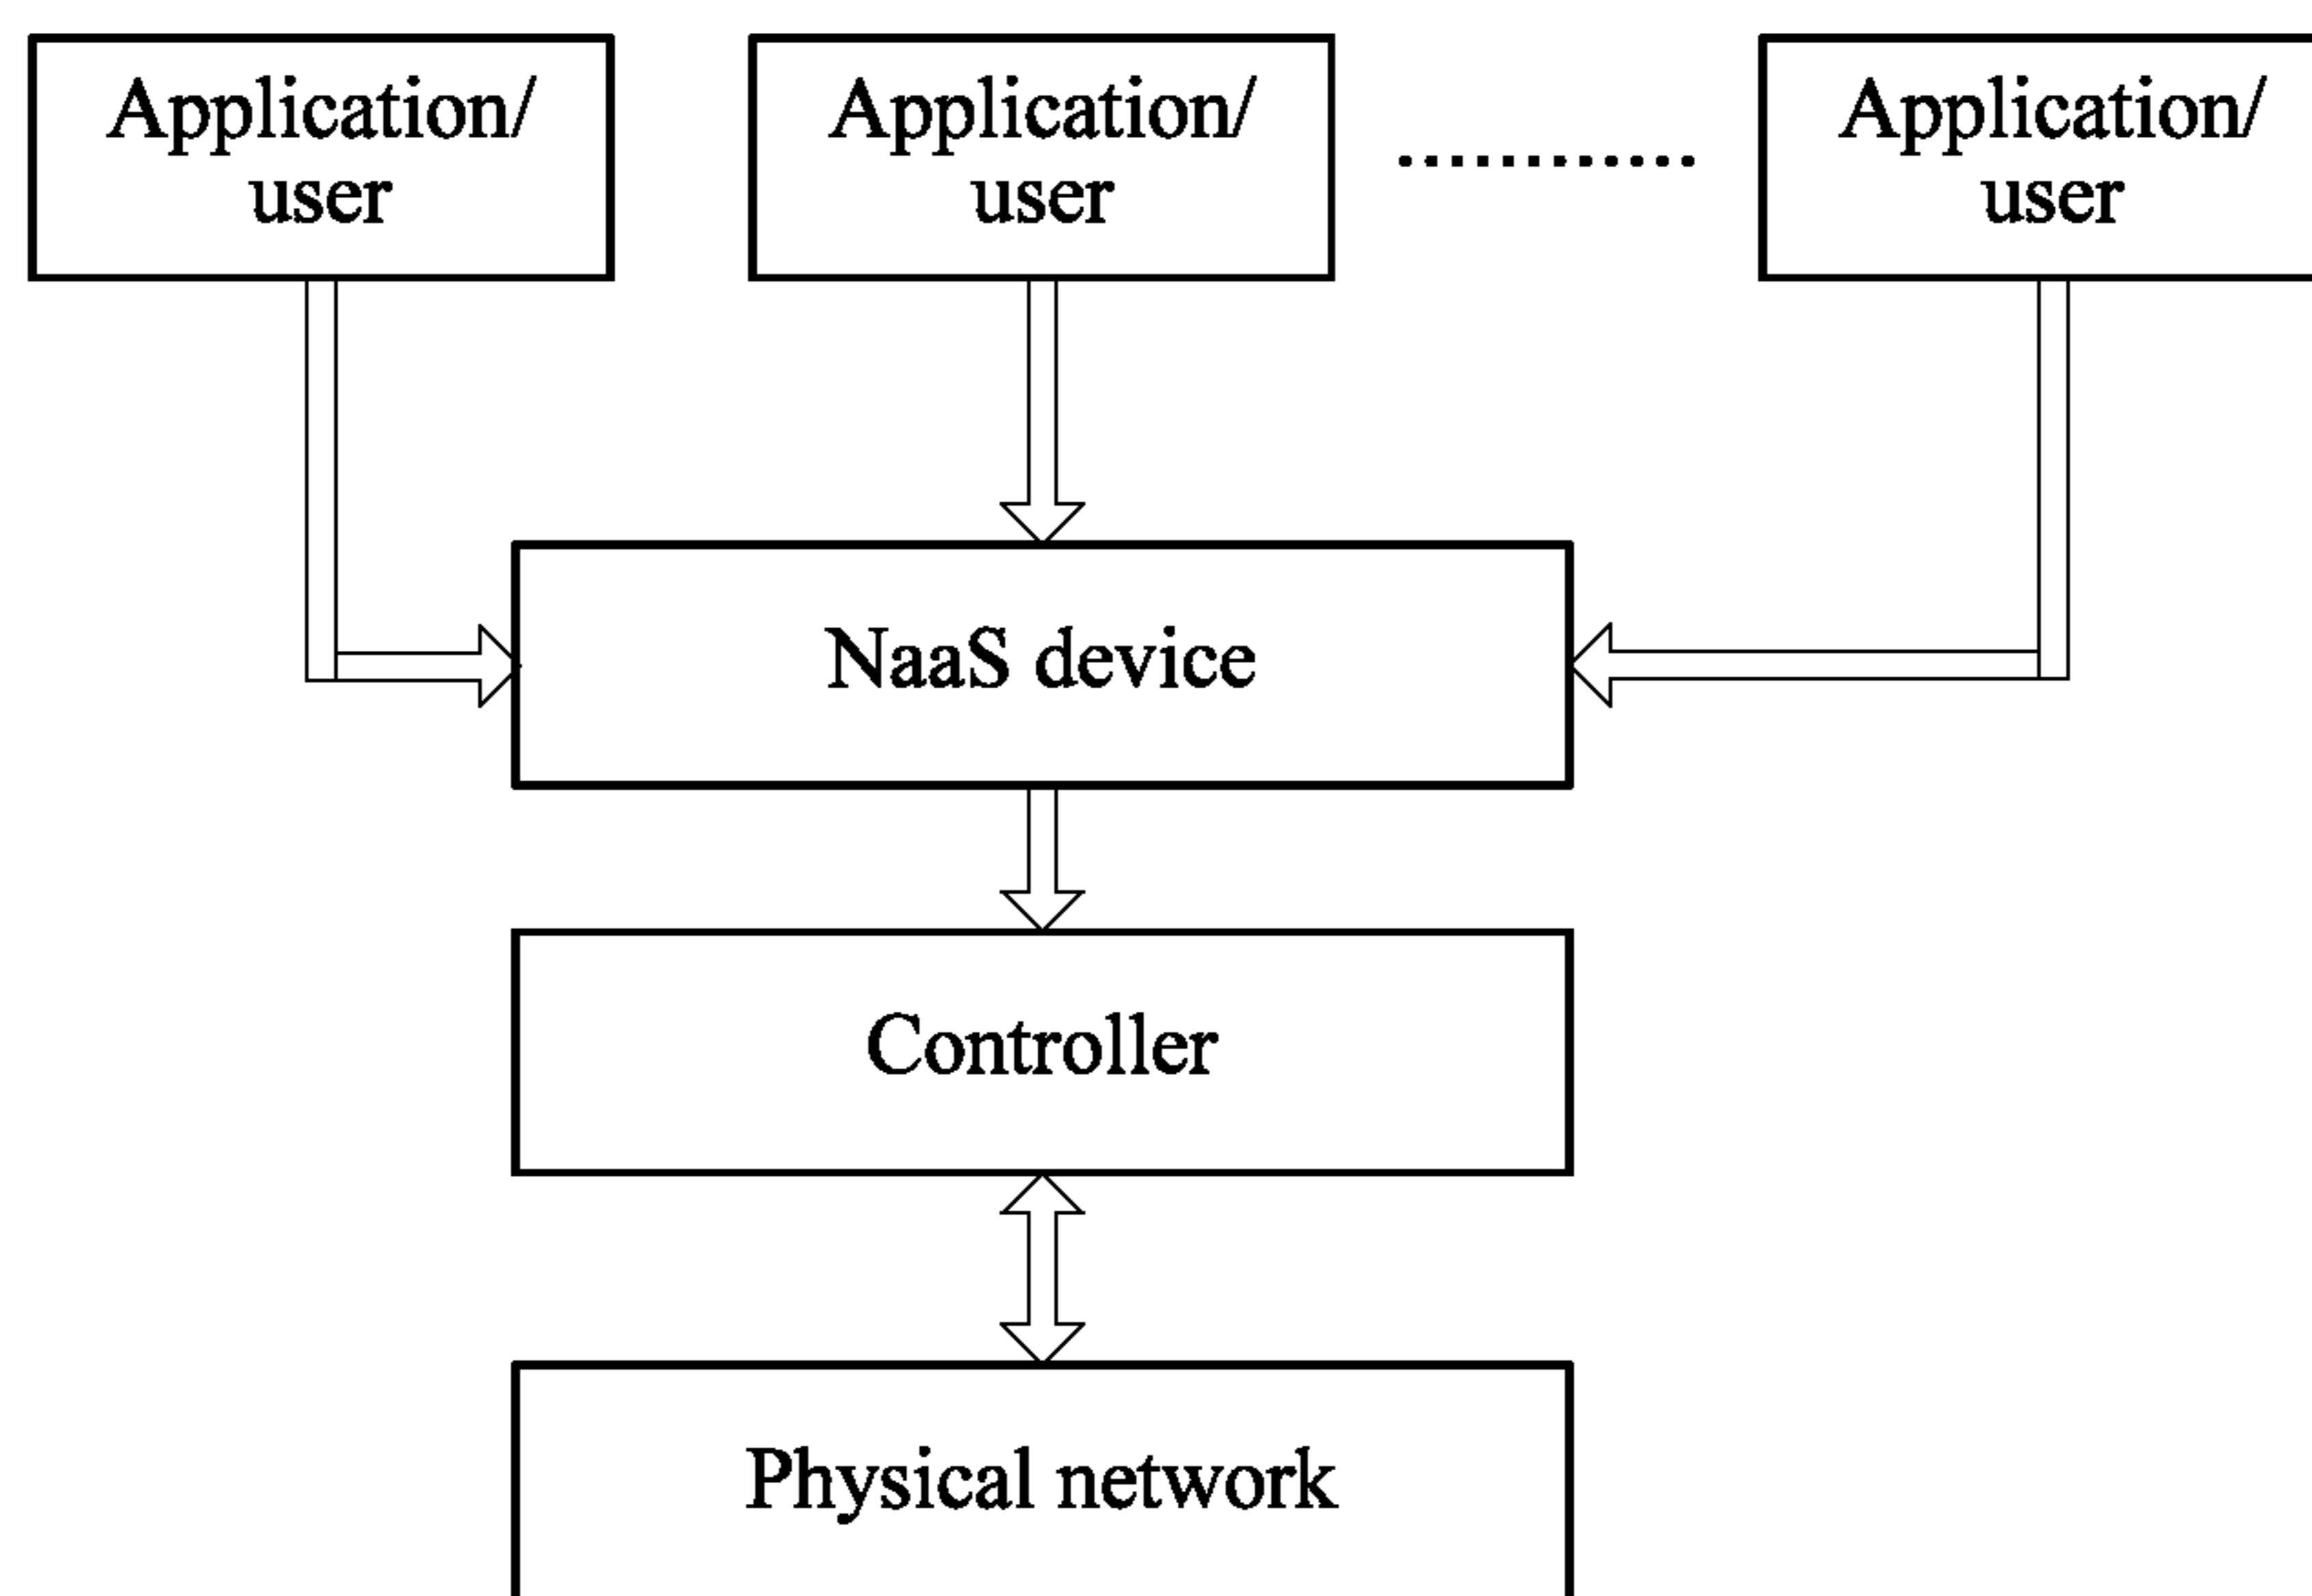 Application/
user
Application/
user
Application/
user
NaaS device
Controller
Physical network